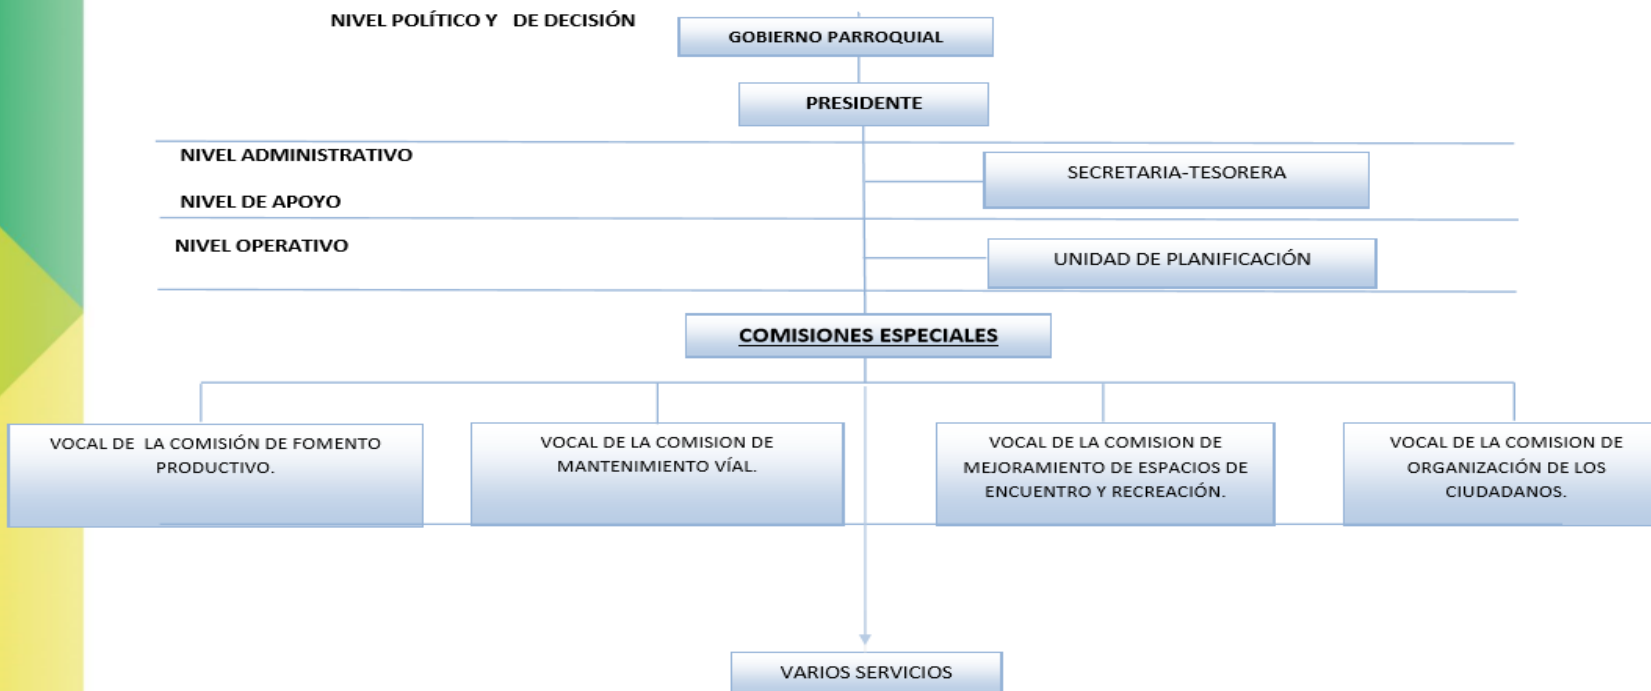 NIVEL POLÍTICO Y DE DECISIÓN
GOBIERNO PARROQUIAL
PRESIDENTE
NIVEL ADMINISTRATIVO
SECRETARIA-TESORERA
NIVEL DE APOYO
NIVEL OPERATIVO
UNIDAD DE PLANIFICACIÓN
COMISIONES ESPECIALES
VOCAL DE LA COMISIÓN DE FOMENTO
PRODUCTIVO.
VOCAL DE LA COMISION DE
MANTENIMIENTO VÍAL.
VOCAL DE LA COMISION DE
MEJORAMIENTO DE ESPACIOS DE
ENCUENTRO Y RECREACIÓN.
VOCAL DE LA COMISION DE
ORGANIZACIÓN DE LOS
CIUDADANOS.
VARIOS SERVICIOS